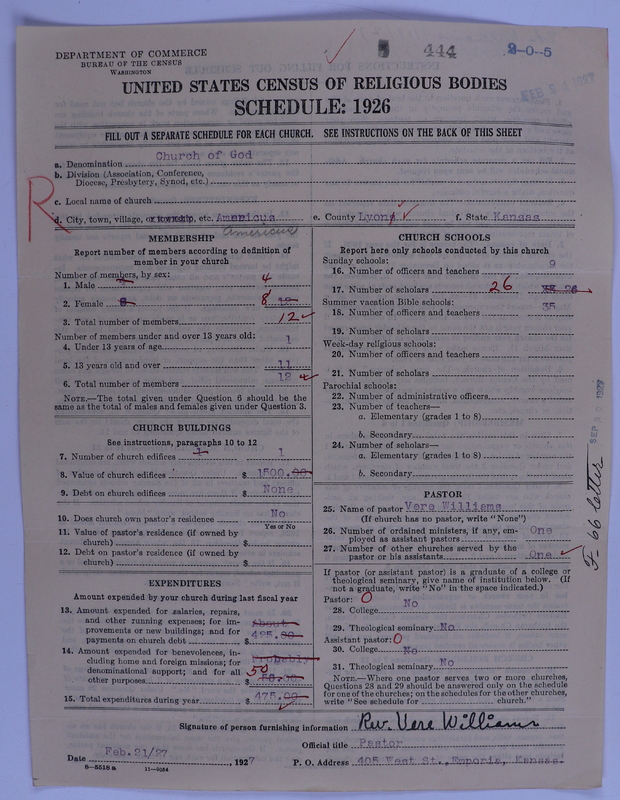 444
2-0-5
DEPARTMENT OF COMMERCE
BUREAU OF THE CENSUS
WASHINGTON
UNITED STATES CENSUS OF RELIGIOUS BODIES
SCHEDULE: 1926
FILL OUT A SEPARATE SCHEDULE FOR EACH CHURCH. SEE INSTRUCTIONS ON THE BACK OF THIS SHEET
a. Denomination Church of God
b. Division (Association, Conference,
Diocese, Presbytery, Synod, etc.)
c. Local name of church
R
d. City, town, village, or township, etc. Americus e. County Lyon f. State Kansas
Americus
MEMBERSHIP
Report number of members according to definition of
member in your church
Number of members, by sex:
1. Male 4
2. Female 8
3. Total number of members 12
Number of members under and over 13 years old:
4. Under 13 years of age 1
5. 13 years old and over 11
6. Total number of members 12
NOTE.—The total given under Question 6 should be the
same as the total of males and females given under Question 3.
CHURCH BUILDINGS
See instructions, paragraphs 10 to 12
7. Number of church edifices 1 1
8. Value of church edifices $ 1500.00
9. Debt on church edifices $ None
10. Does church own pastor's residence No
Yes or No
11. Value of pastor's residence (if owned by
church) $
12. Debt on pastor's residence (if owned by
church) $
EXPENDITURES
Amount expended by your church during last fiscal year
13. Amount expended for salaries, repairs,
and other running expenses; for im-
provements or new buildings; and for
payments on church debt $ About 425.00
14. Amount expended for benevolences, in-
cluding home and foreign missions; for
denominational support; and for all
other purposes $ Probably 50 50.00
15. Total expenditures during year $ 475.00
CHURCH SCHOOLS
Report here only schools conducted by this church
Sunday schools:
16. Number of officers and teachers 9
17. Number of scholars 26
Summer vacation Bible schools: 35
18. Number of officers and teachers
19. Number of scholars
Week-day religious schools:
20. Number of officers and teachers
21. Number of scholars
Parochial schools:
22. Number of administrative officers
23. Number of teachers—
a. Elementary (grades 1 to 8)
b. Secondary
24. Number of scholars—
a. Elementary (grades 1 to 8)
b. Secondary
PASTOR
25. Name of pastor Vere Williams
(If church has no pastor, write "None")
26. Number of ordained ministers, if any, em-
ployed as assistant pastors One
27. Number of other churches served by the
pastor or his assistants One
If pastor (or assistant pastor) is a graduate of a college or
theological seminary, give name of institution below. (If
not a graduate, write "No" in the space indicated.)
Pastor: 0
28. College No
29. Theological seminary No
Assistant pastor: 0
30. College No
31. Theological seminary No
NOTE.—Where one pastor serves two or more churches,
Questions 28 and 29 should be answered only on the schedule
for one of the churches; on the schedules for the other churches,
write "See schedule for church."
SEP 1927
F-66 letter
Signature of person furnishing information Rev. Vere Williams
Official title Pastor
Date Feb. 21/27, 1927
P. O. Address 405 West St., Emporia, Kansas.
8—5518 a 11—9034